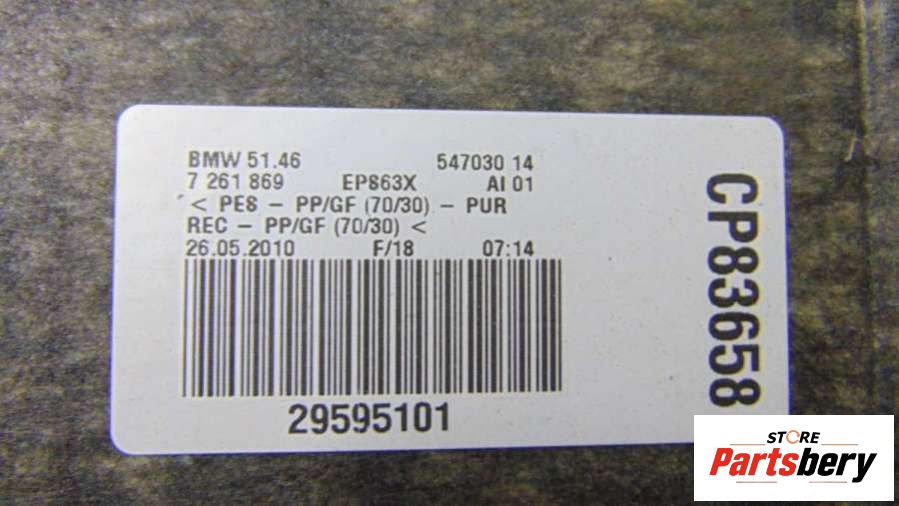 BMW 51.46 547030 14
7 261 869 EP863X AI 01
< PES - PP/GF (70/30) - PUR
REC - PP/GF (70/30) <
26.05.2010 F/18 07:14
29595101
CP83658
STORE
Partsbery